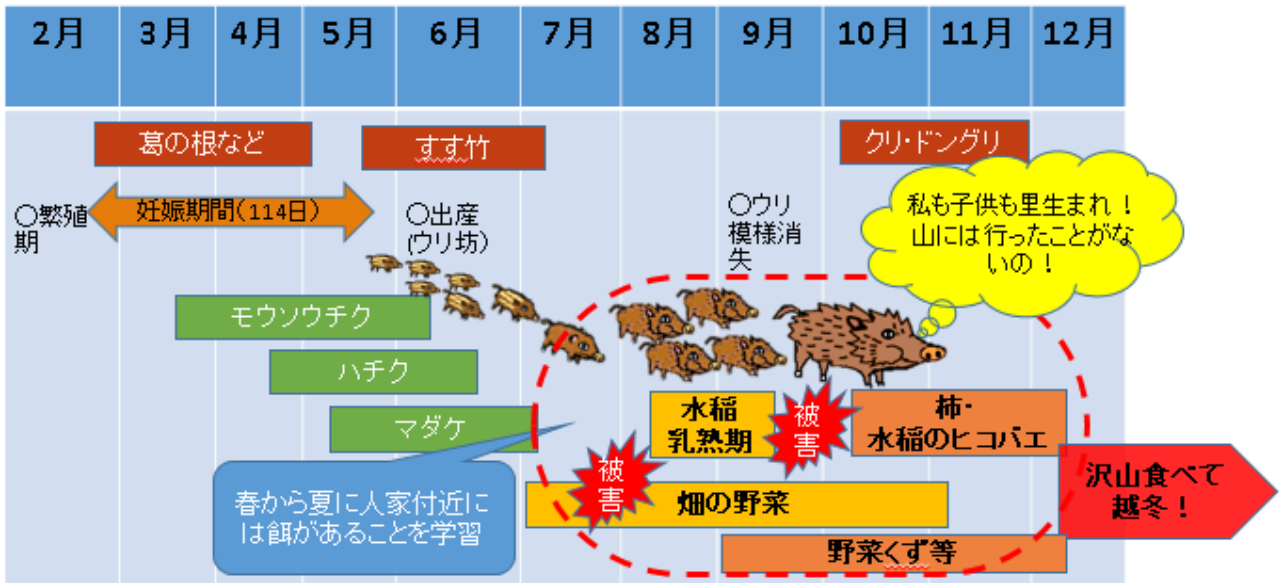 2月 3月 4月 5月 6月 7月 8月 9月 10月 11月 12月
葛の根など
すす竹
クリ・ドングリ
○繁殖
期
妊娠期間(114日)
○出産
(ウリ坊)
○ウリ
模様消
失
私も子供も里生まれ！
山には行ったことがな
いの！
モウソウチク
ハチク
マダケ
水稲
乳熟期
被
害
柿・
水稲のヒコバエ
春から夏に人家付近に
は餌があることを学習
被
害
畑の野菜
野菜くず等
沢山食べて
越冬！